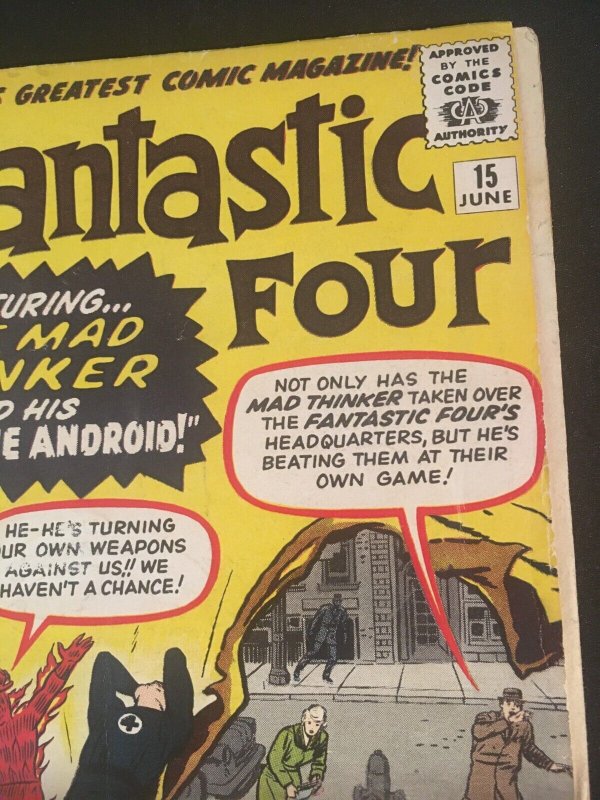 GREATEST COMIC MAGAZINE!
APPROVED
BY THE
COMICS
CODE
CA
AUTHORITY
antastic
15
JUNE
Four
URING...
MAD
NKER
HIS
E ANDROID!"
NOT ONLY HAS THE
MAD THINKER TAKEN OVER
THE FANTASTIC FOUR'S
HEADQUARTERS, BUT HE'S
BEATING THEM AT THEIR
OWN GAME!
HE-HE'S TURNING
UR OWN WEAPONS
AGAINST US!! WE
HAVEN'T A CHANCE!
4